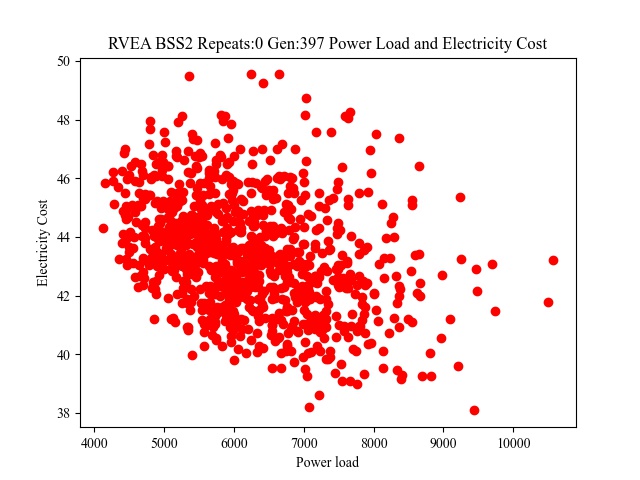 RVEA BSS2 Repeats:0 Gen:397 Power Load and Electricity Cost
50
48
46
44
42
40
38
Electricity Cost
4000 5000 6000 7000 8000 9000 10000
Power load